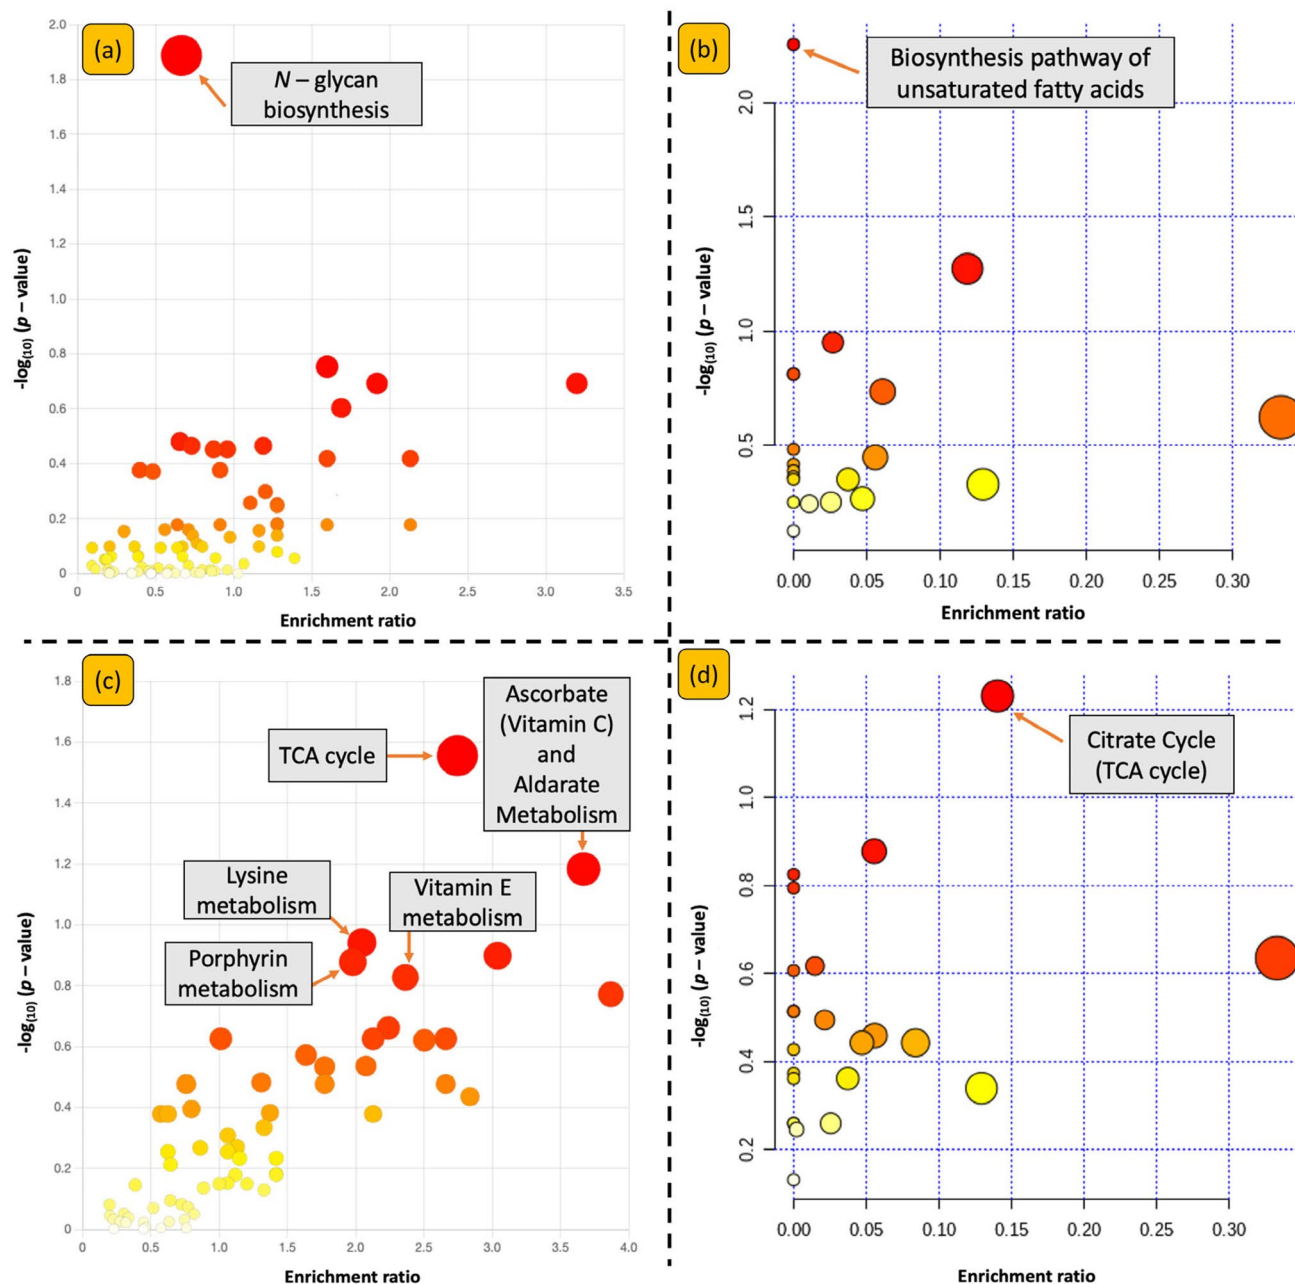 (a)
2.0
1.8
1.6
1.4
1.2
1.0
0.8
0.6
0.4
0.2
0
N – glycan
biosynthesis
-log(10) (p – value)
0
0.5
1.0
1.5
2.0
2.5
3.0
3.5
Enrichment ratio
(b)
Biosynthesis pathway of
unsaturated fatty acids
2.0
1.5
1.0
0.5
-log(10) (p – value)
0.00
0.05
0.10
0.15
0.20
0.25
0.30
Enrichment ratio
(c)
1.8
1.6
1.4
1.2
1.0
0.8
0.6
0.4
0.2
0
TCA cycle
Ascorbate
(Vitamin C)
and
Aldarate
Metabolism
Lysine
metabolism
Vitamin E
metabolism
Porphyrin
metabolism
-log(10) (p – value)
0
0.5
1.0
1.5
2.0
2.5
3.0
3.5
4.0
Enrichment ratio
(d)
1.2
1.0
0.8
0.6
0.4
0.2
Citrate Cycle
(TCA cycle)
-log(10) (p – value)
0.00
0.05
0.10
0.15
0.20
0.25
0.30
Enrichment ratio